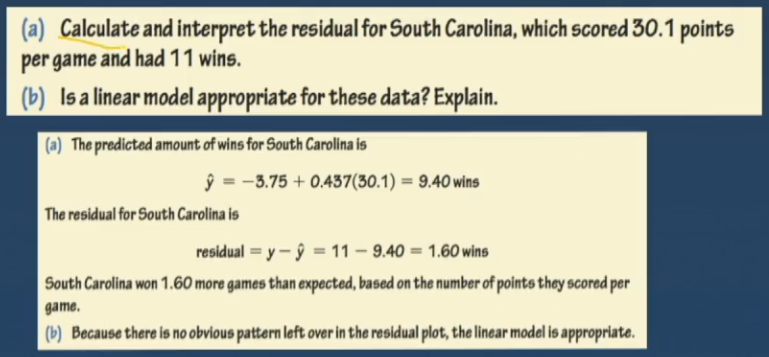 (a) Calculate and interpret the residual for South Carolina, which scored 30.1 points
per game and had 11 wins.
(b) Is a linear model appropriate for these data? Explain.
(a) The predicted amount of wins for South Carolina is
ŷ = −3.75 + 0.437(30.1) = 9.40 wins
The residual for South Carolina is
residual = y − ŷ = 11 − 9.40 = 1.60 wins
South Carolina won 1.60 more games than expected, based on the number of points they scored per
game.
(b) Because there is no obvious pattern left over in the residual plot, the linear model is appropriate.